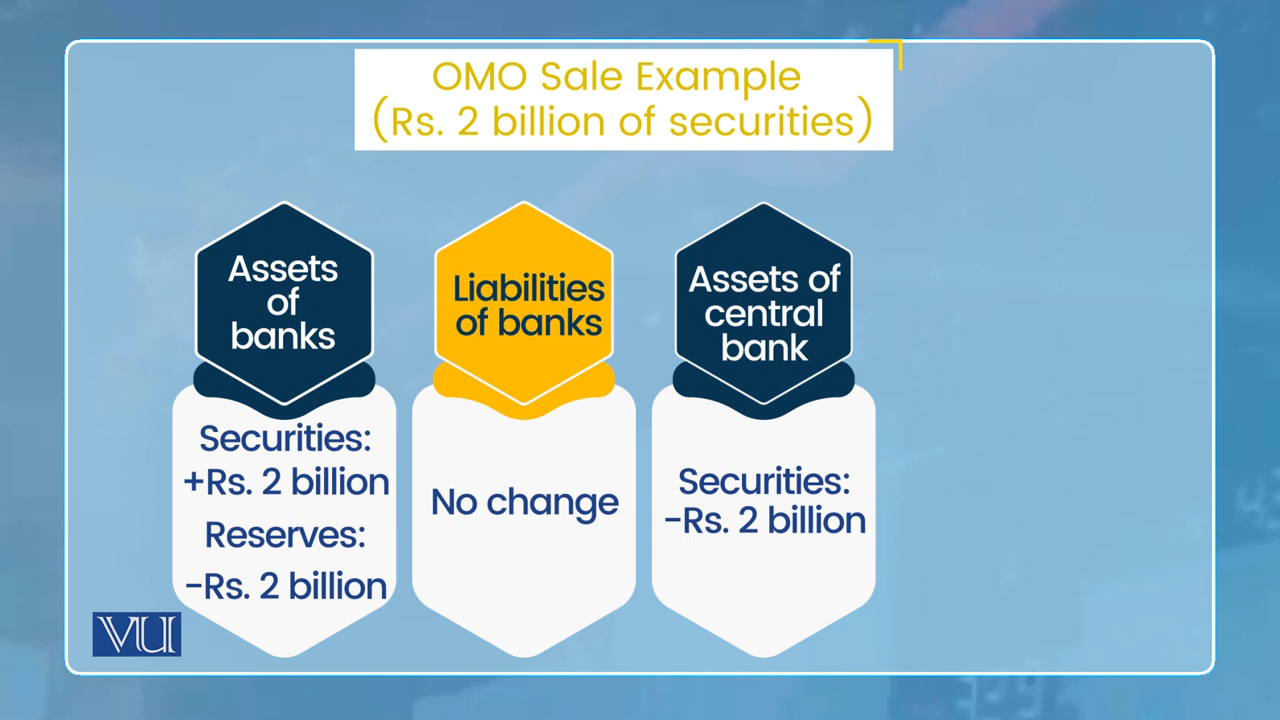 OMO Sale Example
(Rs. 2 billion of securities)
Assets
of
banks
Securities:
+Rs. 2 billion
Reserves:
−Rs. 2 billion
Liabilities
of banks
No change
Assets of
central
bank
Securities:
−Rs. 2 billion
VU